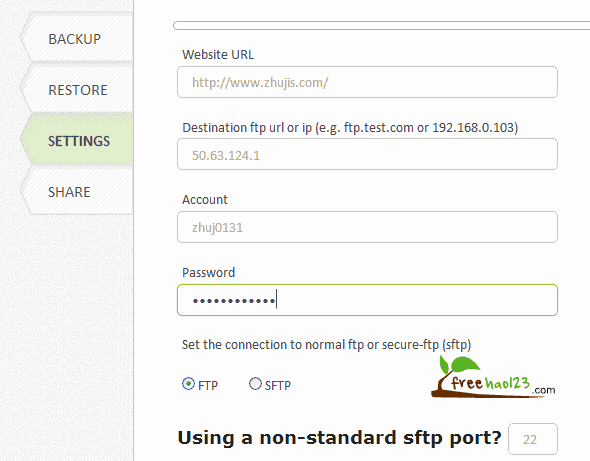 BACKUP
RESTORE
SETTINGS
SHARE
Website URL
http://www.zhujis.com/
Destination ftp url or ip (e.g. ftp.test.com or 192.168.0.103)
50.63.124.1
Account
zhuj0131
Password
••••••••••••
Set the connection to normal ftp or secure-ftp (sftp)
FTP SFTP
freehao123.com
Using a non-standard sftp port? 22